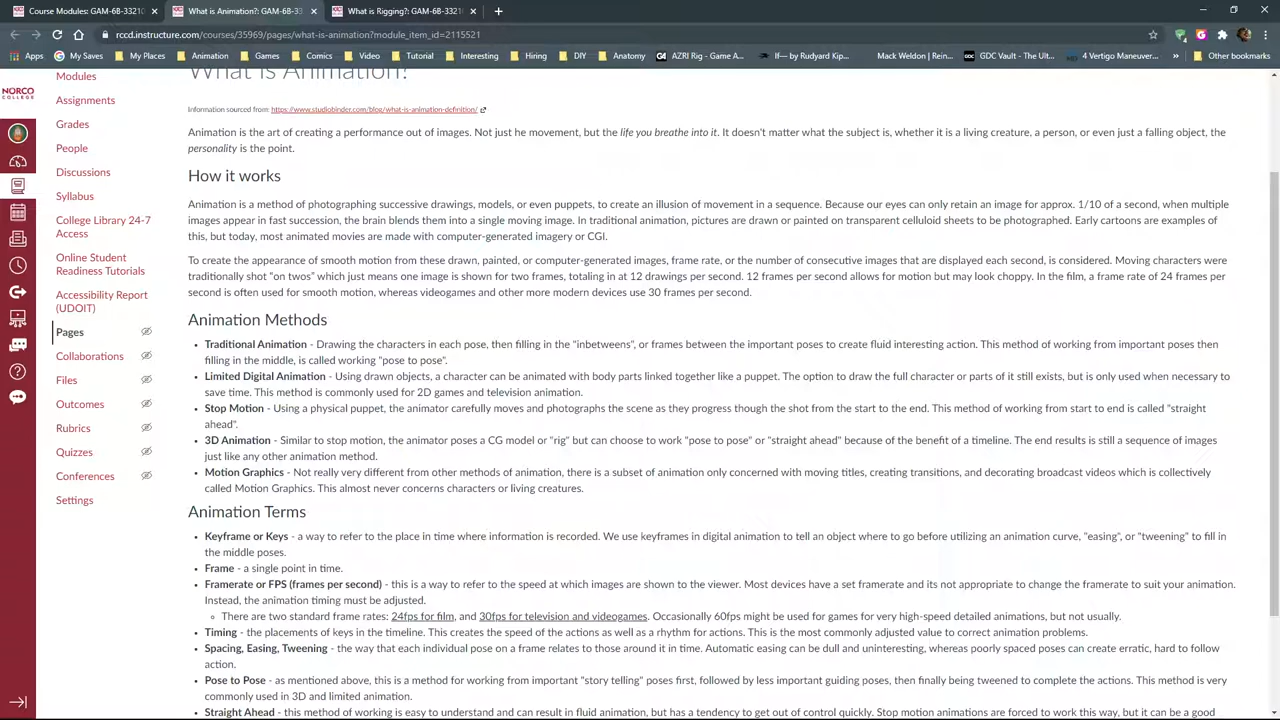 Course Modules: GAM-6B-33210
What is Animation?: GAM-6B-33
What is Rigging?: GAM-6B-3321
rccd.instructure.com/courses/35969/pages/what-is-animation?module_item_id=2115521
Apps
My Saves
My Places
Animation
Games
Comics
Video
Tutorial
Interesting
Hiring
DIY
Anatomy
AZRI Rig - Game A...
If— by Rudyard Kip...
Mack Weldon | Rein...
GDC Vault - The Ult...
4 Vertigo Maneuver...
»
Other bookmarks
NORCO
COLLEGE
Modules
Assignments
Grades
People
Discussions
Syllabus
College Library 24-7
Access
Online Student
Readiness Tutorials
Accessibility Report
(UDOIT)
Pages
Collaborations
Files
Outcomes
Rubrics
Quizzes
Conferences
Settings
What is Animation?
Information sourced from: https://www.studiobinder.com/blog/what-is-animation-definition/
Animation is the art of creating a performance out of images. Not just he movement, but the life you breathe into it. It doesn't matter what the subject is, whether it is a living creature, a person, or even just a falling object, the
personality is the point.
How it works
Animation is a method of photographing successive drawings, models, or even puppets, to create an illusion of movement in a sequence. Because our eyes can only retain an image for approx. 1/10 of a second, when multiple
images appear in fast succession, the brain blends them into a single moving image. In traditional animation, pictures are drawn or painted on transparent celluloid sheets to be photographed. Early cartoons are examples of
this, but today, most animated movies are made with computer-generated imagery or CGI.
To create the appearance of smooth motion from these drawn, painted, or computer-generated images, frame rate, or the number of consecutive images that are displayed each second, is considered. Moving characters were
traditionally shot "on twos" which just means one image is shown for two frames, totaling in at 12 drawings per second. 12 frames per second allows for motion but may look choppy. In the film, a frame rate of 24 frames per
second is often used for smooth motion, whereas videogames and other more modern devices use 30 frames per second.
Animation Methods
• Traditional Animation - Drawing the characters in each pose, then filling in the "inbetweens", or frames between the important poses to create fluid interesting action. This method of working from important poses then
filling in the middle, is called working "pose to pose".
• Limited Digital Animation - Using drawn objects, a character can be animated with body parts linked together like a puppet. The option to draw the full character or parts of it still exists, but is only used when necessary to
save time. This method is commonly used for 2D games and television animation.
• Stop Motion - Using a physical puppet, the animator carefully moves and photographs the scene as they progress though the shot from the start to the end. This method of working from start to end is called "straight
ahead".
• 3D Animation - Similar to stop motion, the animator poses a CG model or "rig" but can choose to work "pose to pose" or "straight ahead" because of the benefit of a timeline. The end results is still a sequence of images
just like any other animation method.
• Motion Graphics - Not really very different from other methods of animation, there is a subset of animation only concerned with moving titles, creating transitions, and decorating broadcast videos which is collectively
called Motion Graphics. This almost never concerns characters or living creatures.
Animation Terms
• Keyframe or Keys - a way to refer to the place in time where information is recorded. We use keyframes in digital animation to tell an object where to go before utilizing an animation curve, "easing", or "tweening" to fill in
the middle poses.
• Frame - a single point in time.
• Framerate or FPS (frames per second) - this is a way to refer to the speed at which images are shown to the viewer. Most devices have a set framerate and its not appropriate to change the framerate to suit your animation.
Instead, the animation timing must be adjusted.
◦ There are two standard frame rates: 24fps for film, and 30fps for television and videogames. Occasionally 60fps might be used for games for very high-speed detailed animations, but not usually.
• Timing - the placements of keys in the timeline. This creates the speed of the actions as well as a rhythm for actions. This is the most commonly adjusted value to correct animation problems.
• Spacing, Easing, Tweening - the way that each individual pose on a frame relates to those around it in time. Automatic easing can be dull and uninteresting, whereas poorly spaced poses can create erratic, hard to follow
action.
• Pose to Pose - as mentioned above, this is a method for working from important "story telling" poses first, followed by less important guiding poses, then finally being tweened to complete the actions. This method is very
commonly used in 3D and limited animation.
• Straight Ahead - this method of working is easy to understand and can result in fluid animation, but has a tendency to get out of control quickly. Stop motion animations are forced to work this way, but it can be a good